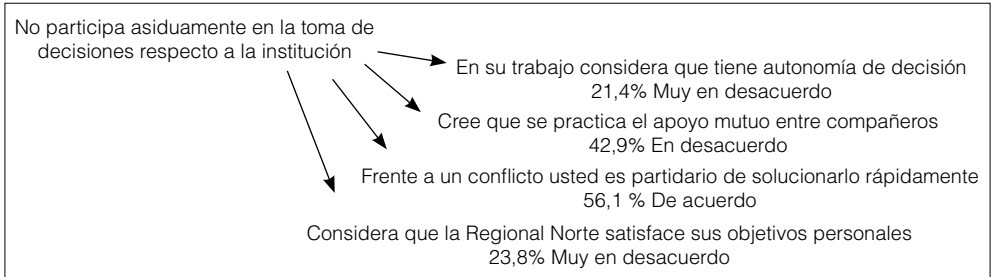 No participa asiduamente en la toma de
decisiones respecto a la institución
En su trabajo considera que tiene autonomía de decisión
21,4% Muy en desacuerdo
Cree que se practica el apoyo mutuo entre compañeros
42,9% En desacuerdo
Frente a un conflicto usted es partidario de solucionarlo rápidamente
56,1 % De acuerdo
Considera que la Regional Norte satisface sus objetivos personales
23,8% Muy en desacuerdo